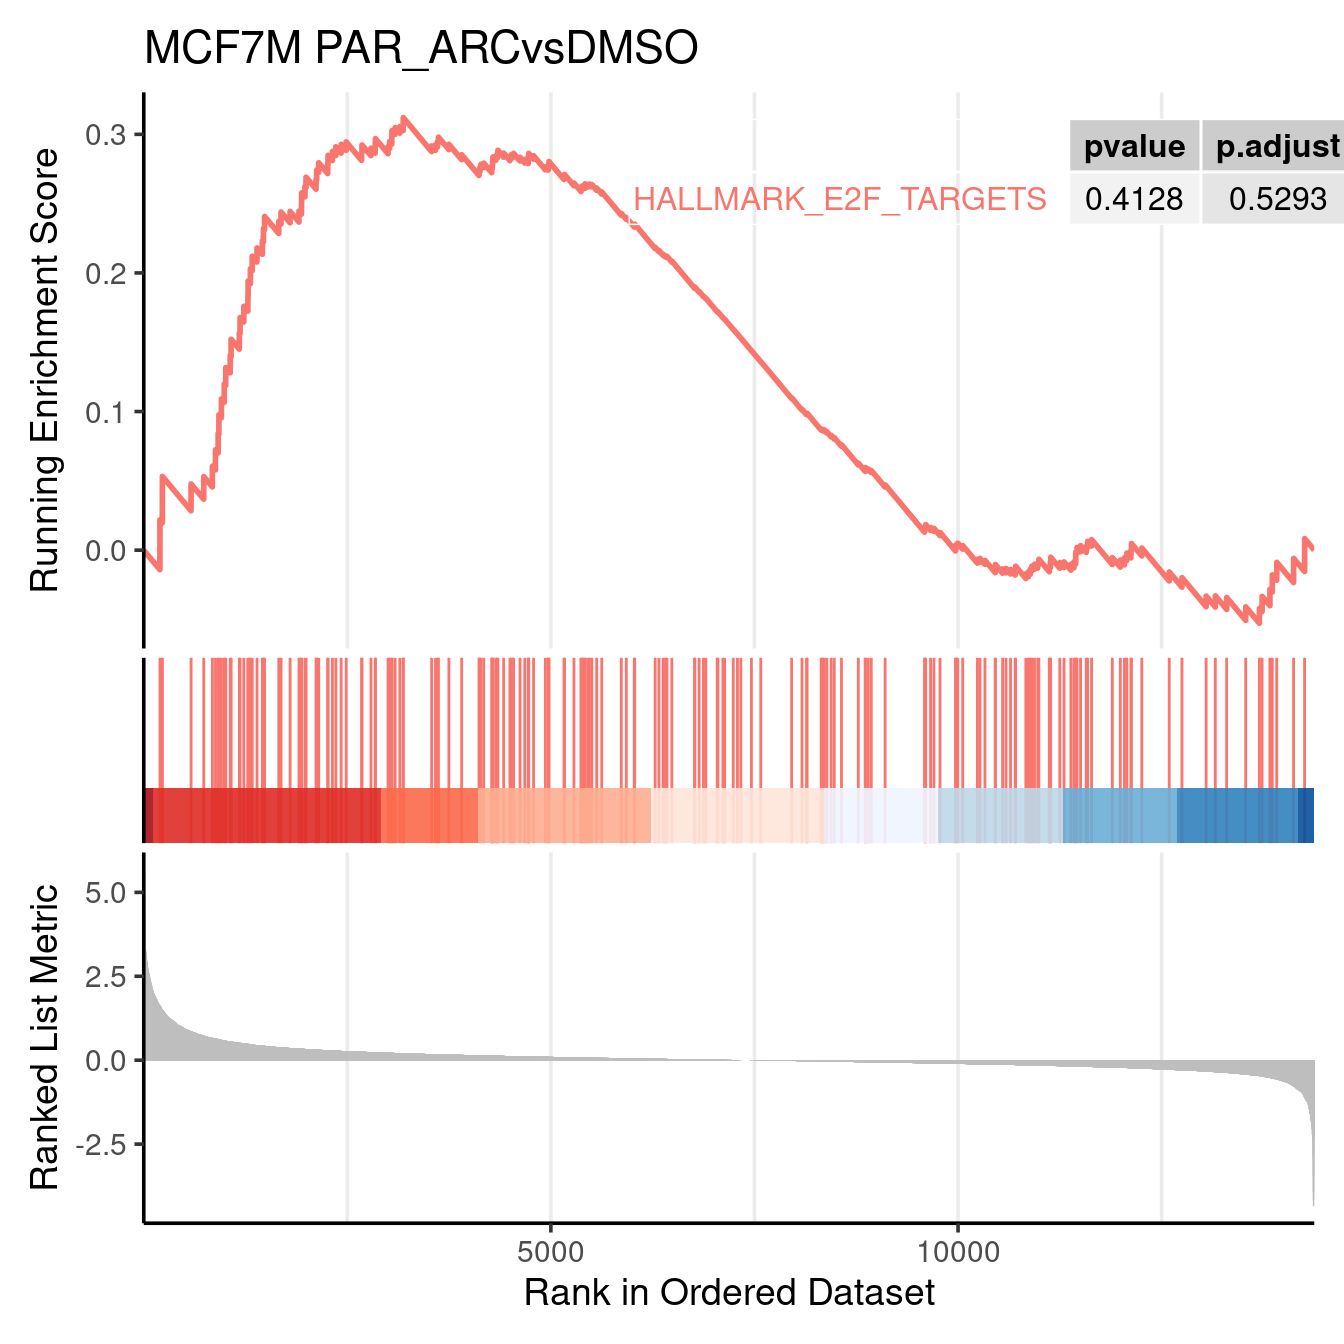 MCF7M PAR_ARCvsDMSO
Running Enrichment Score
0.3
0.2
0.1
0.0
HALLMARK_E2F_TARGETS
pvalue p.adjust
0.4128 0.5293
Ranked List Metric
5.0
2.5
0.0
-2.5
5000 10000
Rank in Ordered Dataset